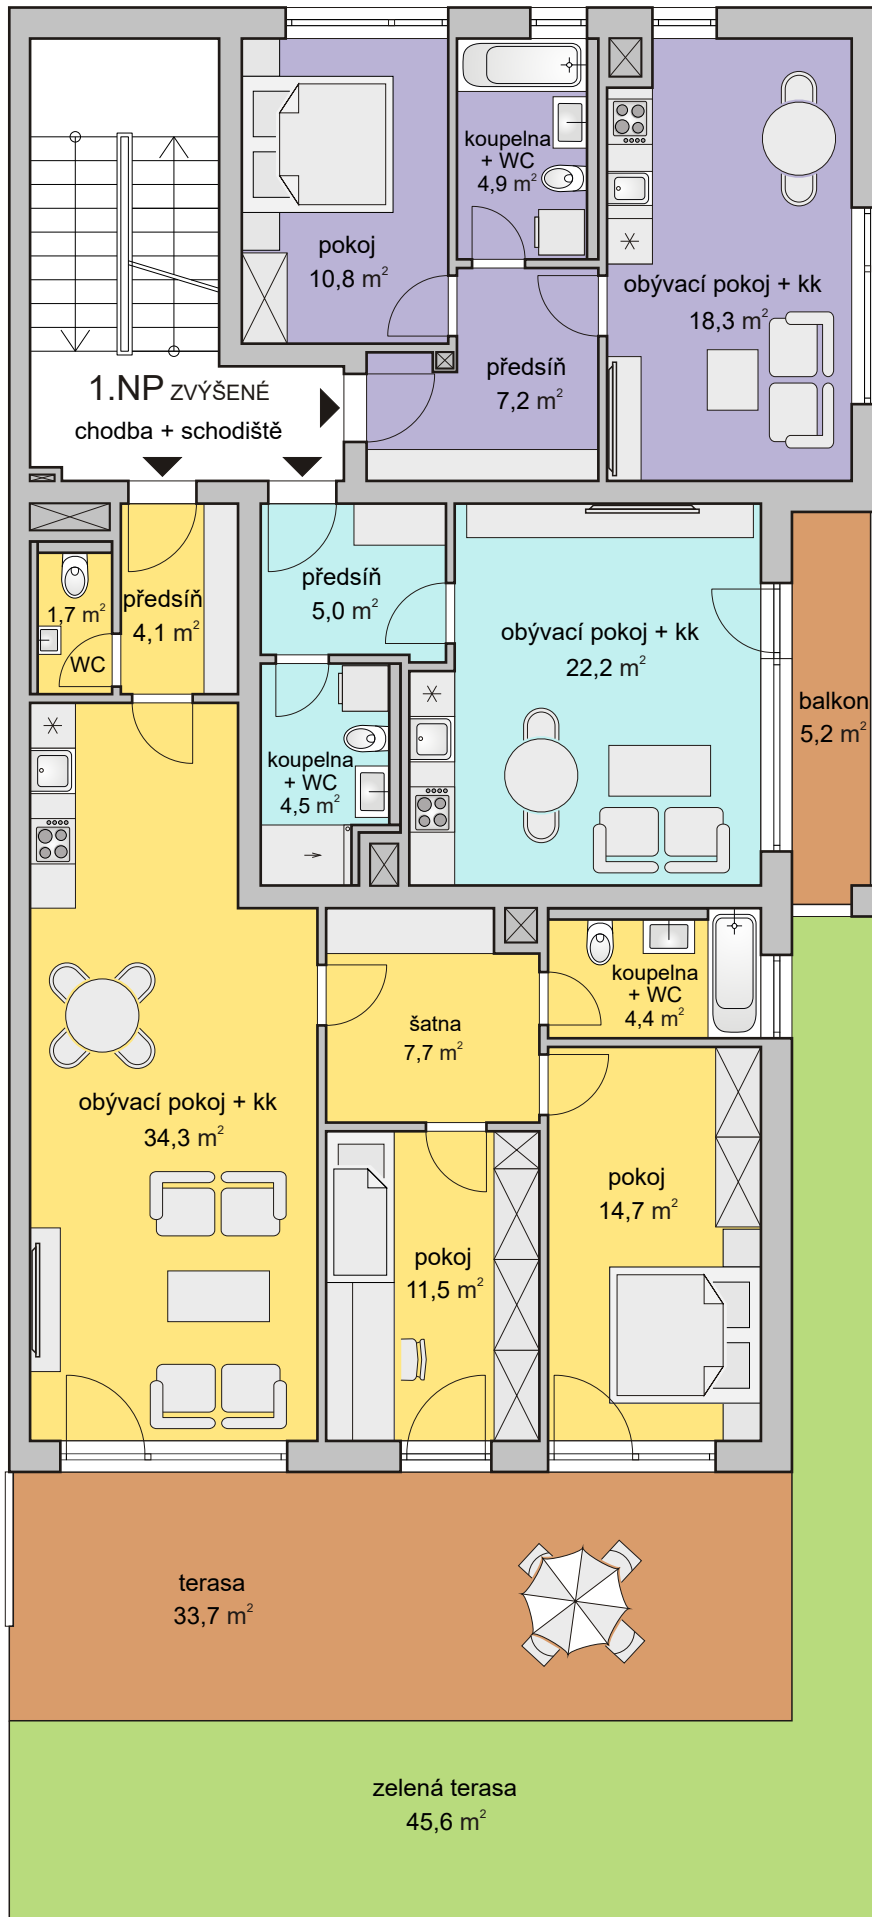 koupelna
+ WC
4,9 m²
pokoj
10,8 m²
obývací pokoj + kk
18,3 m²
předsíň
7,2 m²
1.NP ZVÝŠENÉ
chodba + schodiště
předsíň
5,0 m²
předsíň
4,1 m²
1,7 m²
WC
obývací pokoj + kk
22,2 m²
balkon
5,2 m²
koupelna
+ WC
4,5 m²
koupelna
+ WC
4,4 m²
šatna
7,7 m²
obývací pokoj + kk
34,3 m²
pokoj
14,7 m²
pokoj
11,5 m²
terasa
33,7 m²
zelená terasa
45,6 m²